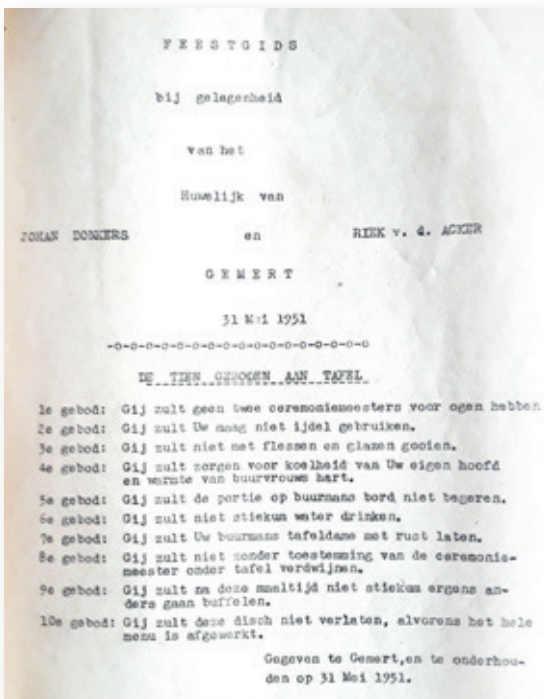 FEESTGIDS
bij gelegenheid
van het
Huwelijk van
JOHAN DONKERS en RIEK v. d. ACKER
GEMERT
31 Mei 1951
-o-o-o-o-o-o-o-o-o-o-o-o-o-o
DE TIEN GEBODEN AAN TAFEL
1e gebod: Gij zult geen twee ceremoniemeesters voor ogen hebben
2e gebod: Gij zult Uw maag niet ijdel gebruiken.
3e gebod: Gij zult niet met flessen en glazen gooien.
4e gebod: Gij zult zorgen voor koelheid van Uw eigen hoofd
en warmte van buurvrouws hart.
5e gebod: Gij zult de portie op buurmans bord niet begeren.
6e gebod: Gij zult niet stiekum water drinken.
7e gebod: Gij zult Uw buurmans tafeldame met rust laten.
8e gebod: Gij zult niet zonder toestemming van de ceremonie-
meester onder tafel verdwijnen.
9e gebod: Gij zult na deze maaltijd niet stiekum ergens an-
ders gaan buffelen.
10e gebod: Gij zult deze disch niet verlaten, alvorens het hele
menu is afgewerkt.
Gegeven te Gemert, en te onderhou-
den op 31 Mei 1951.